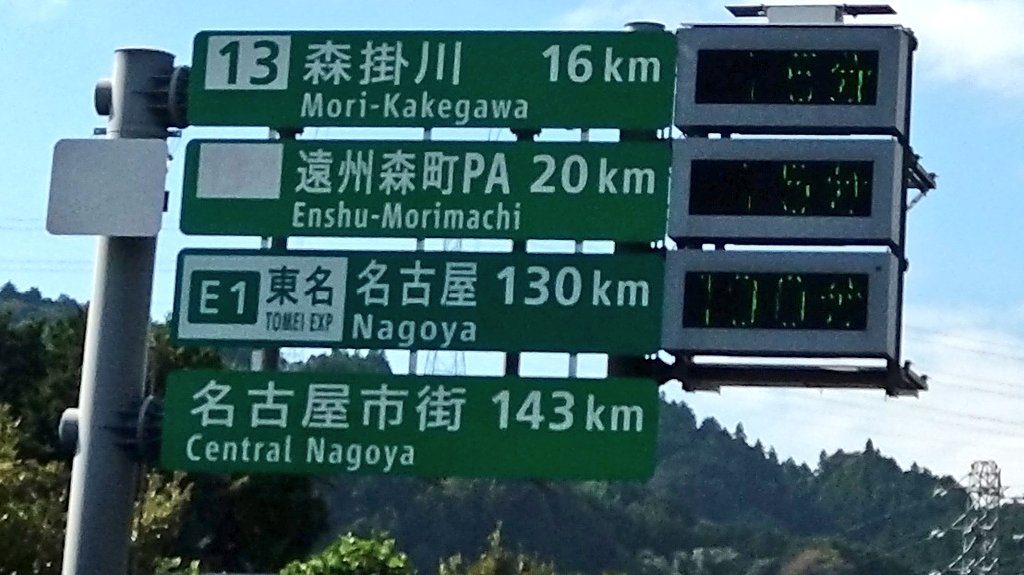 13 森掛川 16 km
Mori-Kakegawa
遠州森町PA 20 km
Enshu-Morimachi
E1 東名 名古屋 130 km
TOMEI EXP Nagoya
名古屋市街 143 km
Central Nagoya